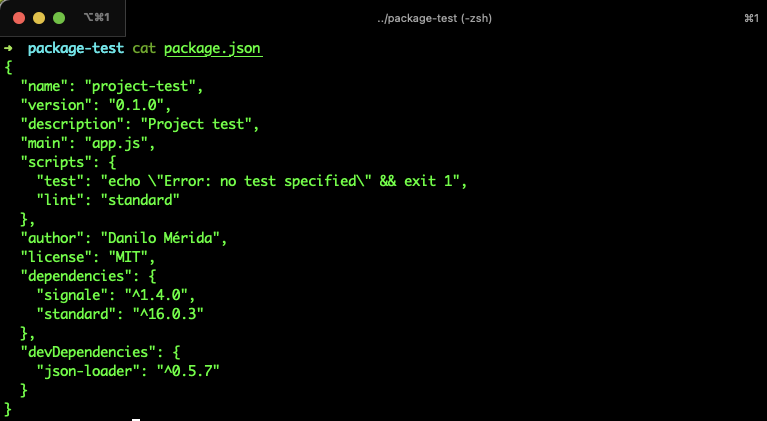 ⌥⌘1
../package-test (-zsh)
⌘1
➜ package-test cat package.json
{
  "name": "project-test",
  "version": "0.1.0",
  "description": "Project test",
  "main": "app.js",
  "scripts": {
    "test": "echo \"Error: no test specified\" && exit 1",
    "lint": "standard"
  },
  "author": "Danilo Mérida",
  "license": "MIT",
  "dependencies": {
    "signale": "^1.4.0",
    "standard": "^16.0.3"
  },
  "devDependencies": {
    "json-loader": "^0.5.7"
  }
}